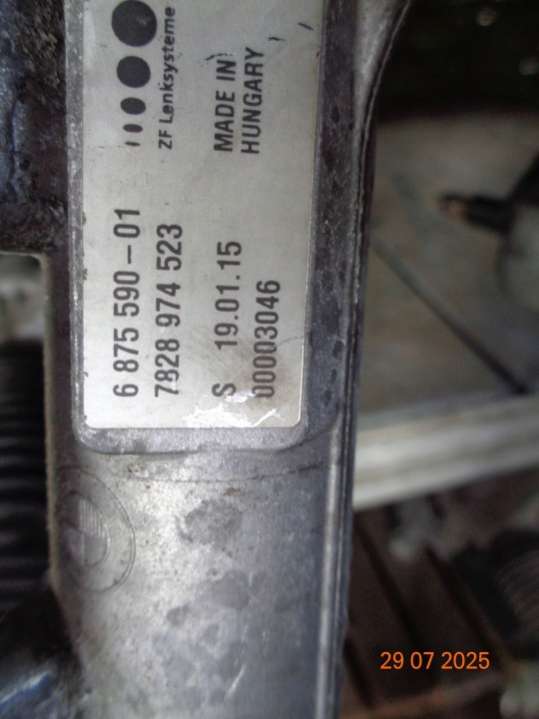 ZF Lenksysteme
MADE IN
HUNGARY
6 875 590-01
7828 974 523
S 19.01.15
00003046
29 07 2025